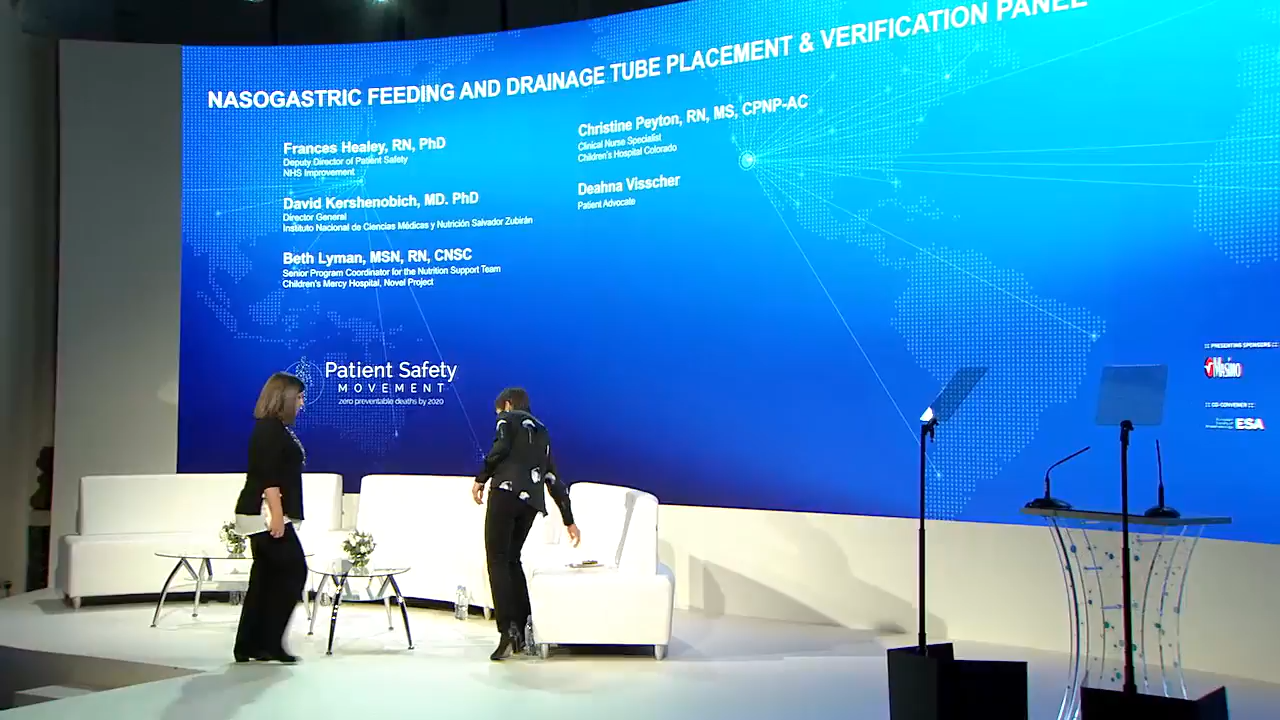 NASOGASTRIC FEEDING AND DRAINAGE TUBE PLACEMENT & VERIFICATION PANEL
Frances Healey, RN, PhD
Deputy Director of Patient Safety
NHS Improvement
David Kershenobich, MD. PhD
Director General
Instituto Nacional de Ciencias Médicas y Nutrición Salvador Zubirán
Beth Lyman, MSN, RN, CNSC
Senior Program Coordinator for the Nutrition Support Team
Children's Mercy Hospital, Novel Project
Christine Peyton, RN, MS, CPNP-AC
Clinical Nurse Specialist
Children's Hospital Colorado
Deahna Visscher
Patient Advocate
Patient Safety
MOVEMENT
zero preventable deaths by 2020
::: PRESENTING SPONSORS :::
Masimo
::: CO-CONVENER :::
ESA